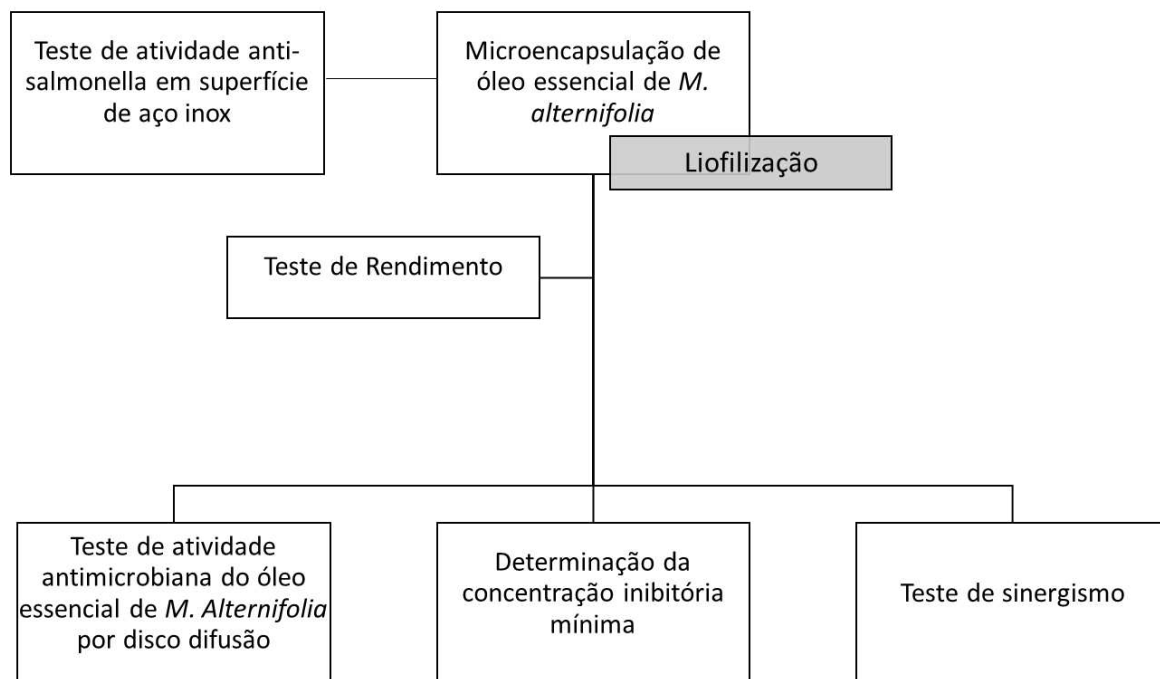 Teste de atividade anti-
salmonella em superfície
de aço inox
Microencapsulação de
óleo essencial de M.
alternifolia
Liofilização
Teste de Rendimento
Teste de atividade
antimicrobiana do óleo
essencial de M. Alternifolia
por disco difusão
Determinação da
concentração inibitória
mínima
Teste de sinergismo